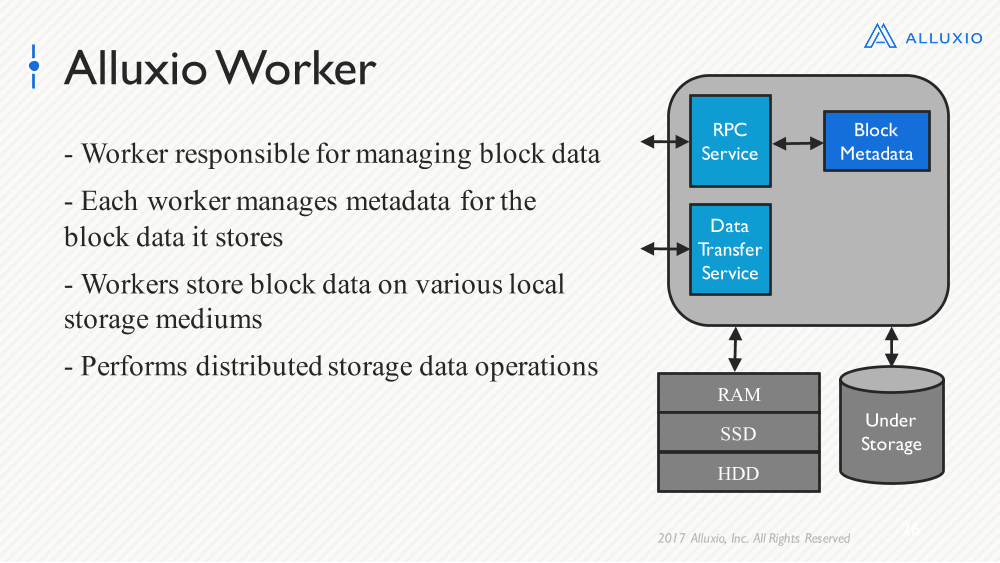 ALLUXIO
Alluxio Worker
- Worker responsible for managing block data
- Each worker manages metadata for the
block data it stores
- Workers store block data on various local
storage mediums
- Performs distributed storage data operations
RPC
Service
Block
Metadata
Data
Transfer
Service
RAM
SSD
HDD
Under
Storage
2017 Alluxio, Inc. All Rights Reserved
26